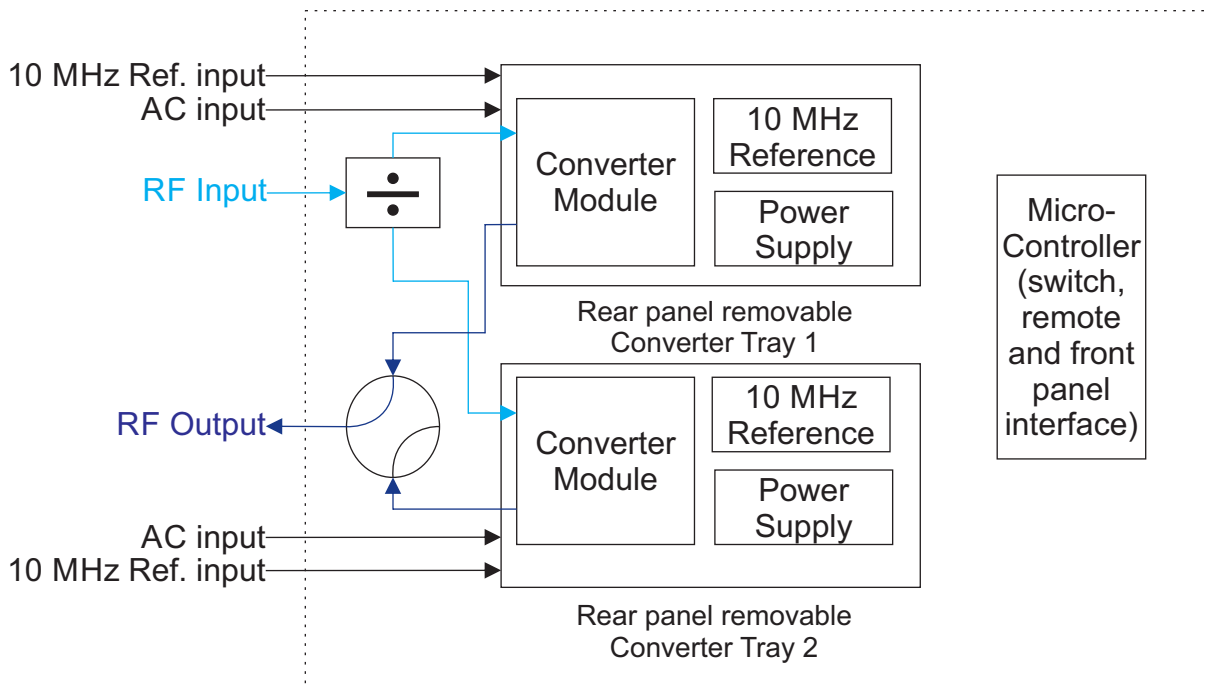 10 MHz Ref. input
AC input
RF Input
Converter
Module
10 MHz
Reference
Power
Supply
Rear panel removable
Converter Tray 1
Micro-
Controller
(switch,
remote
and front
panel
interface)
RF Output
Converter
Module
10 MHz
Reference
Power
Supply
AC input
10 MHz Ref. input
Rear panel removable
Converter Tray 2